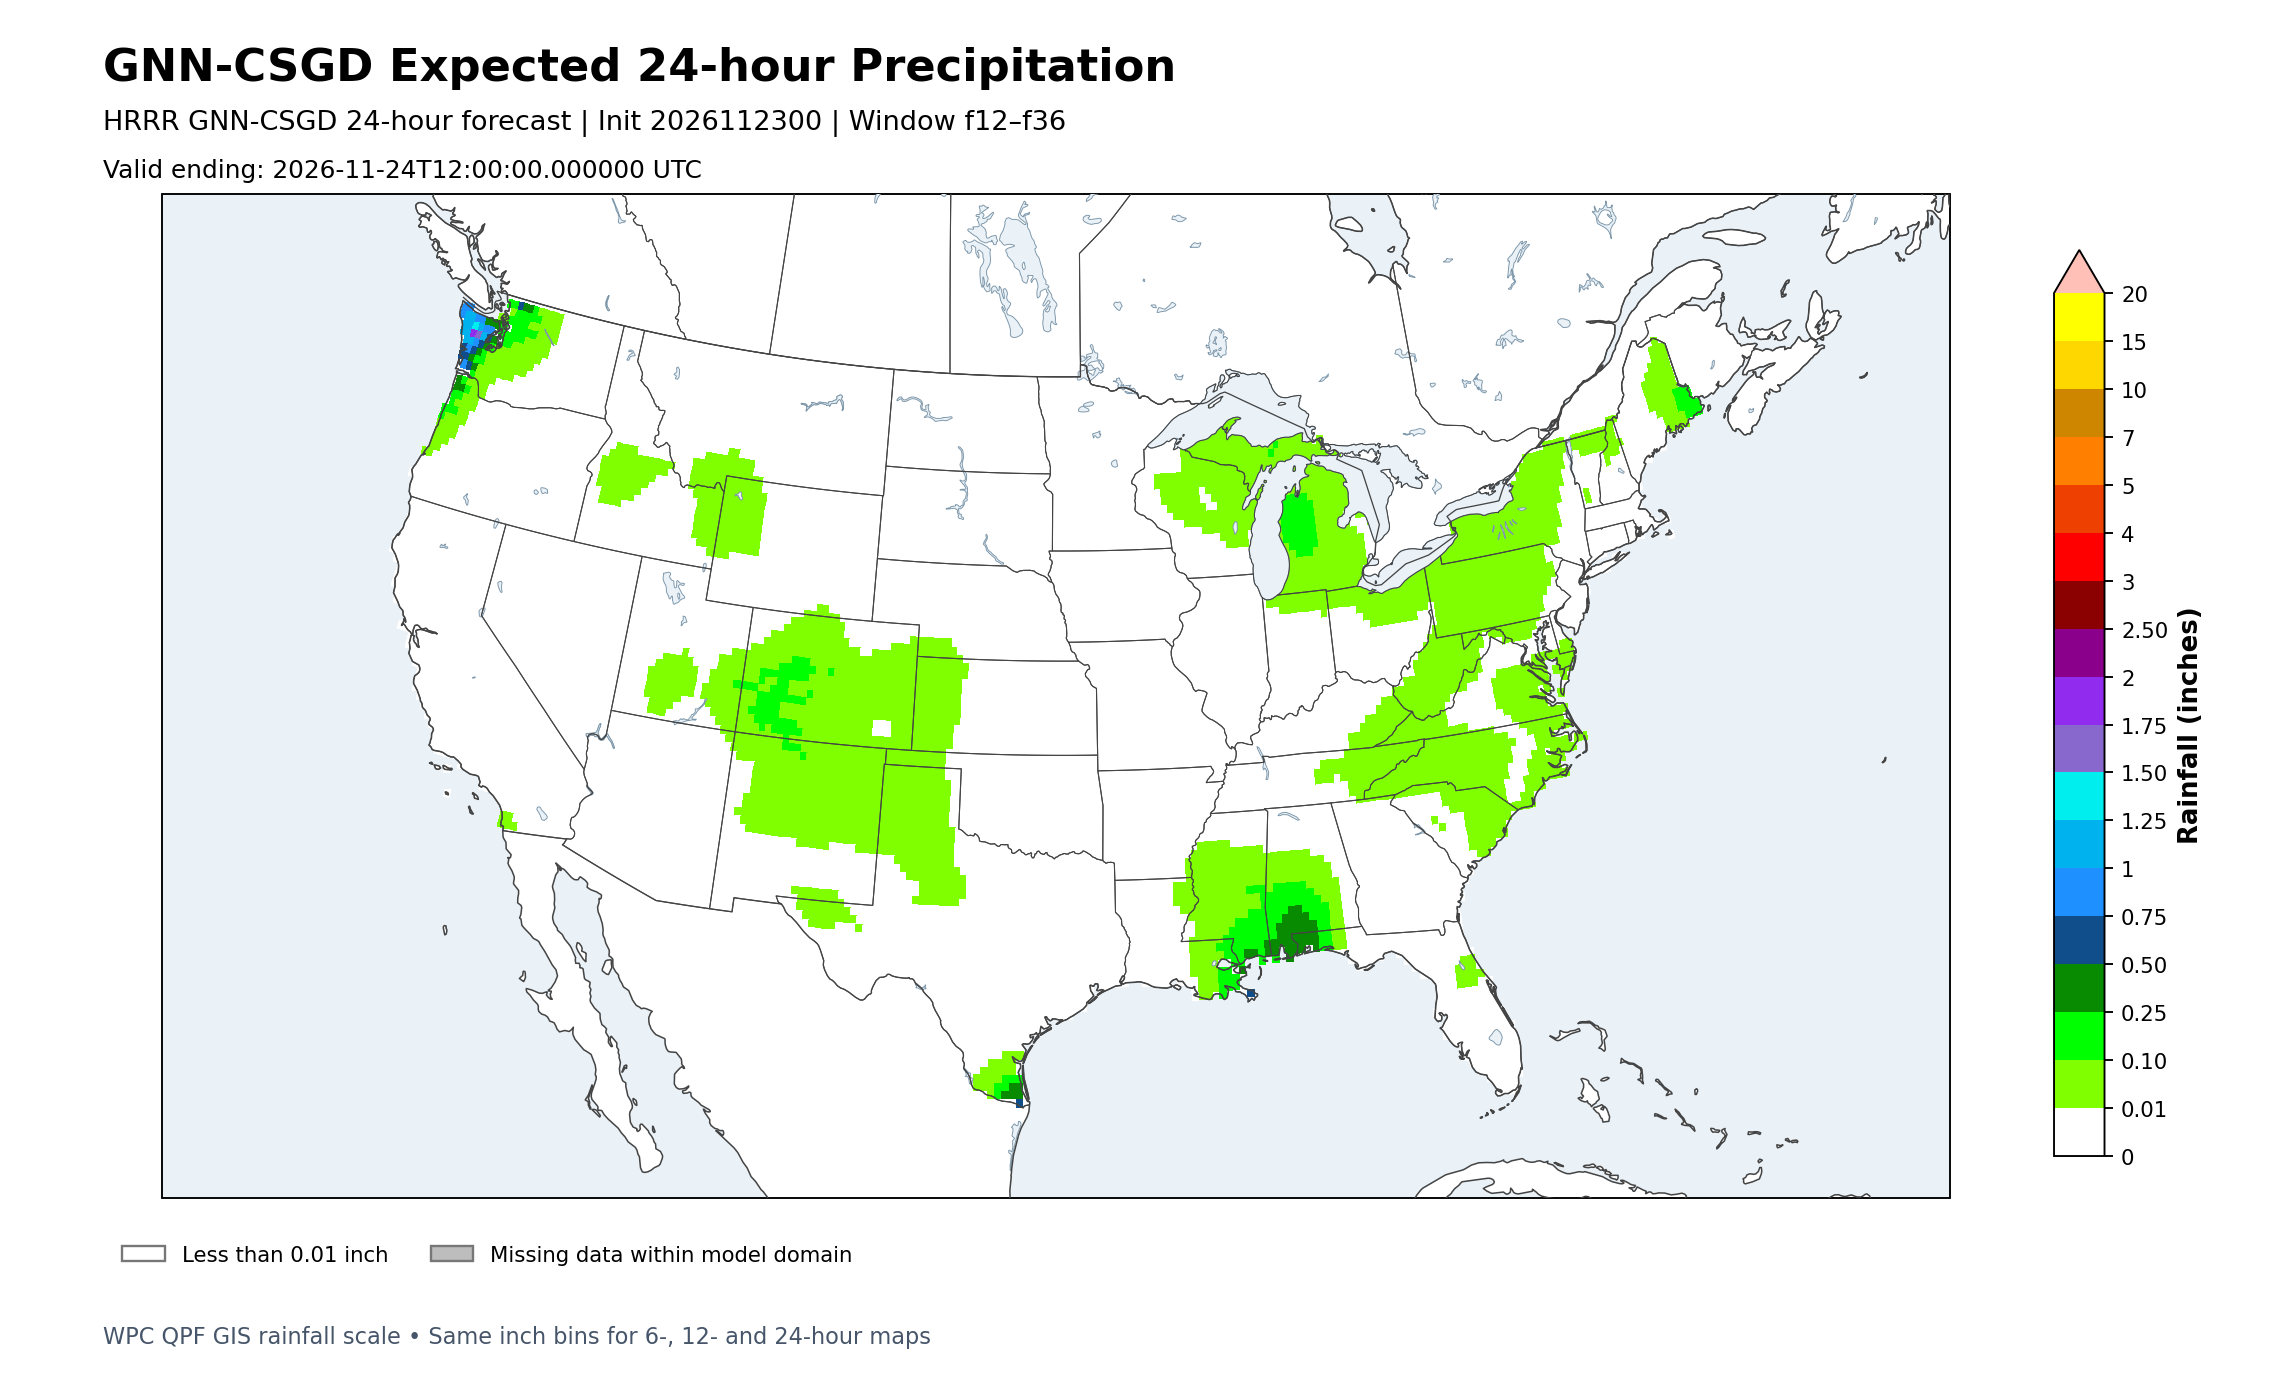 GNN-CSGD Expected 24-hour Precipitation
HRRR GNN-CSGD 24-hour forecast | Init 2026112300 | Window f12–f36
Valid ending: 2026-11-24T12:00:00.000000 UTC
20
15
10
7
5
4
3
2.50
2
1.75
1.50
1.25
1
0.75
0.50
0.25
0.10
0.01
0
Rainfall (inches)
Less than 0.01 inch
Missing data within model domain
WPC QPF GIS rainfall scale • Same inch bins for 6-, 12- and 24-hour maps